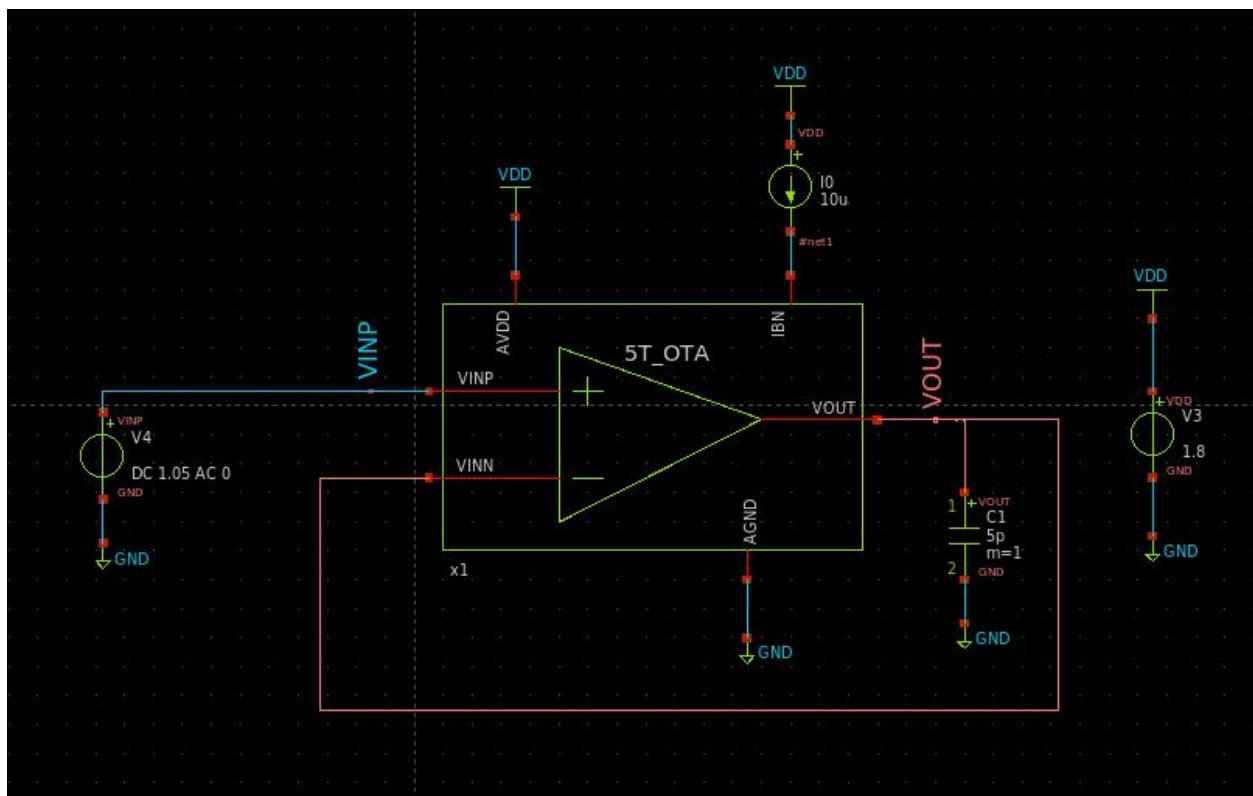 VDD
VDD
+
I0
10u
#net1
VDD
AVDD
IBN
5T_OTA
VINP
VINP
VINN
VOUT
VOUT
AGND
x1
VINP
+
V4
DC 1.05 AC 0
GND
GND
1
+
VOUT
C1
5p
m=1
2
GND
GND
GND
VDD
+
VDD
V3
1.8
GND
GND